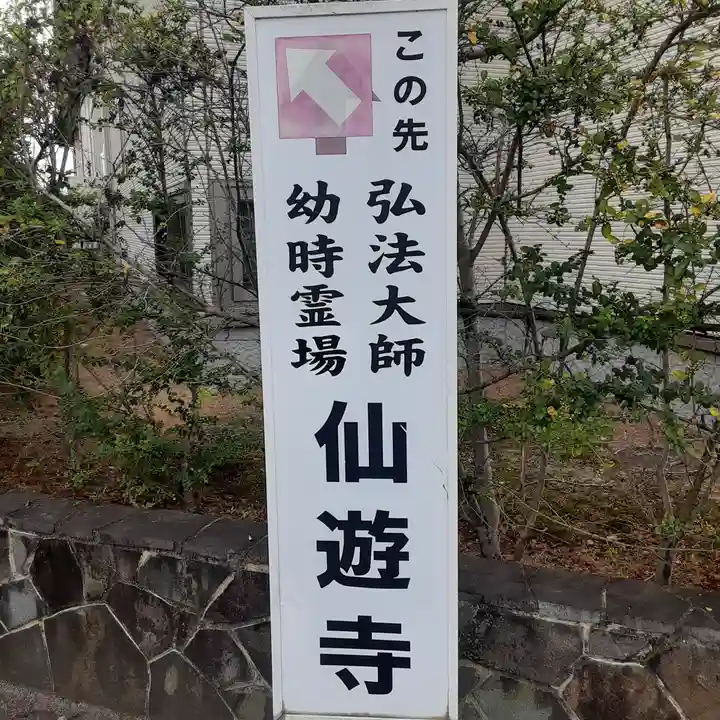 この先
弘法大師
幼時霊場
仙遊寺